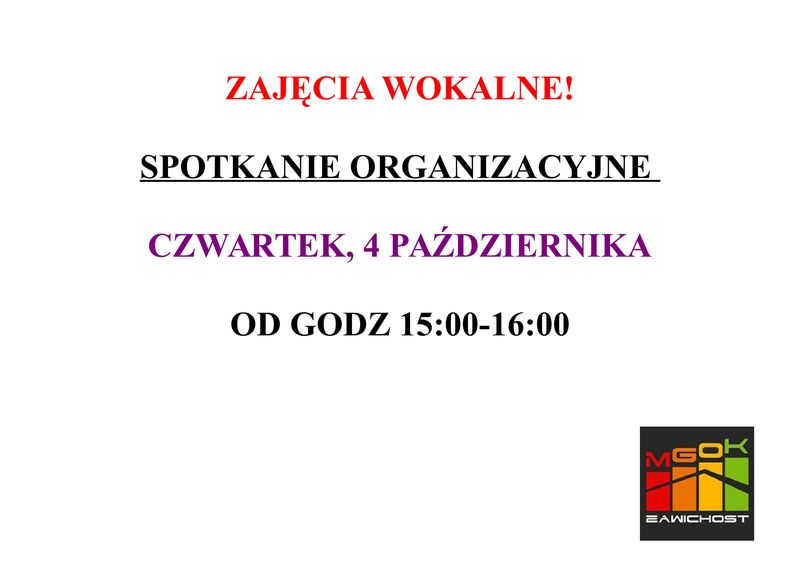 ZAJĘCIA WOKALNE!
SPOTKANIE ORGANIZACYJNE
CZWARTEK, 4 PAŹDZIERNIKA
OD GODZ 15:00-16:00
MGOK
ZAWICHOST